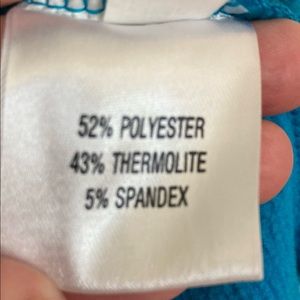 52% POLYESTER
43% THERMOLITE
5% SPANDEX